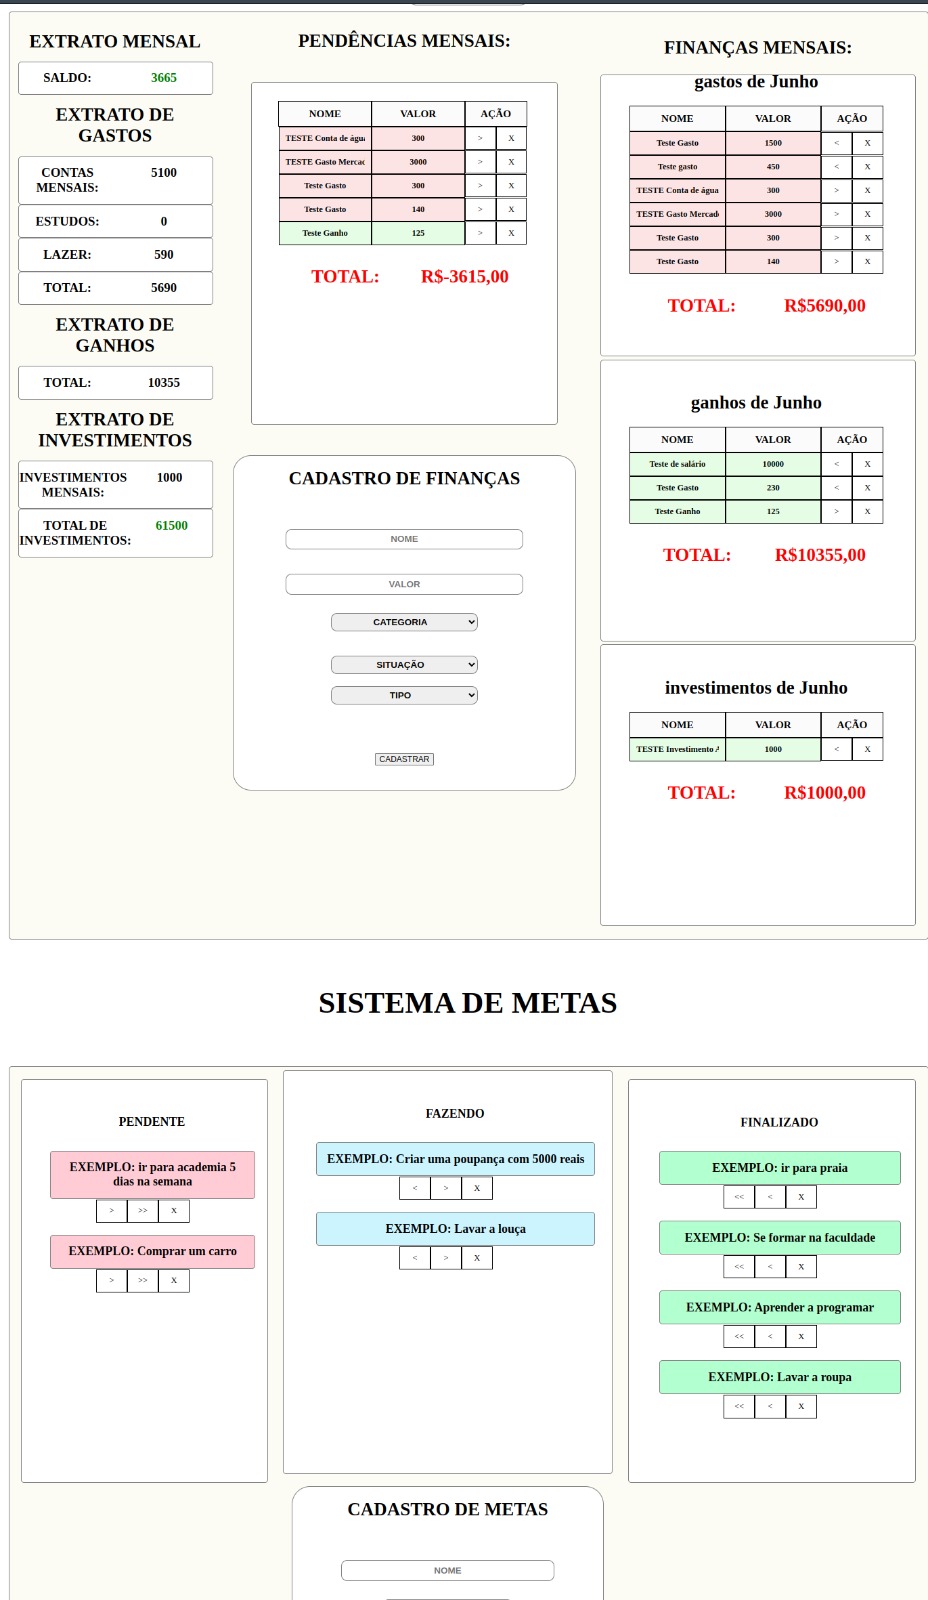 EXTRATO MENSAL
SALDO: 3665
EXTRATO DE
GASTOS
CONTAS 5100
MENSAIS:
ESTUDOS: 0
LAZER: 590
TOTAL: 5690
EXTRATO DE
GANHOS
TOTAL: 10355
EXTRATO DE
INVESTIMENTOS
INVESTIMENTOS 1000
MENSAIS:
TOTAL DE 61500
INVESTIMENTOS:
PENDÊNCIAS MENSAIS:
NOME VALOR AÇÃO
TESTE Conta de água 300 > X
TESTE Gasto Mercad 3000 > X
Teste Gasto 300 > X
Teste Gasto 140 > X
Teste Ganho 125 > X
TOTAL: R$-3615,00
CADASTRO DE FINANÇAS
NOME
VALOR
CATEGORIA
SITUAÇÃO
TIPO
CADASTRAR
FINANÇAS MENSAIS:
gastos de Junho
NOME VALOR AÇÃO
Teste Gasto 1500 < X
Teste gasto 450 < X
TESTE Conta de água 300 > X
TESTE Gasto Mercado 3000 > X
Teste Gasto 300 > X
Teste Gasto 140 > X
TOTAL: R$5690,00
ganhos de Junho
NOME VALOR AÇÃO
Teste de salário 10000 < X
Teste Gasto 230 < X
Teste Ganho 125 > X
TOTAL: R$10355,00
investimentos de Junho
NOME VALOR AÇÃO
TESTE Investimento 1000 < X
TOTAL: R$1000,00
SISTEMA DE METAS
PENDENTE
EXEMPLO: ir para academia 5
dias na semana
> >> X
EXEMPLO: Comprar um carro
> >> X
FAZENDO
EXEMPLO: Criar uma poupança com 5000 reais
< > X
EXEMPLO: Lavar a louça
< > X
FINALIZADO
EXEMPLO: ir para praia
<< < X
EXEMPLO: Se formar na faculdade
<< < X
EXEMPLO: Aprender a programar
<< < X
EXEMPLO: Lavar a roupa
<< < X
CADASTRO DE METAS
NOME